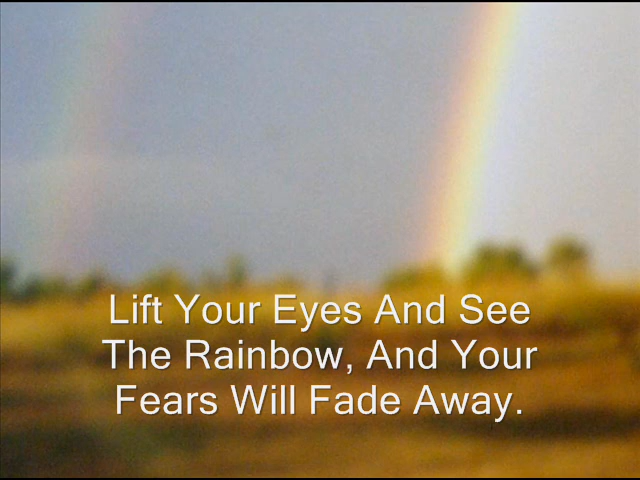 Lift Your Eyes And See
The Rainbow, And Your
Fears Will Fade Away.